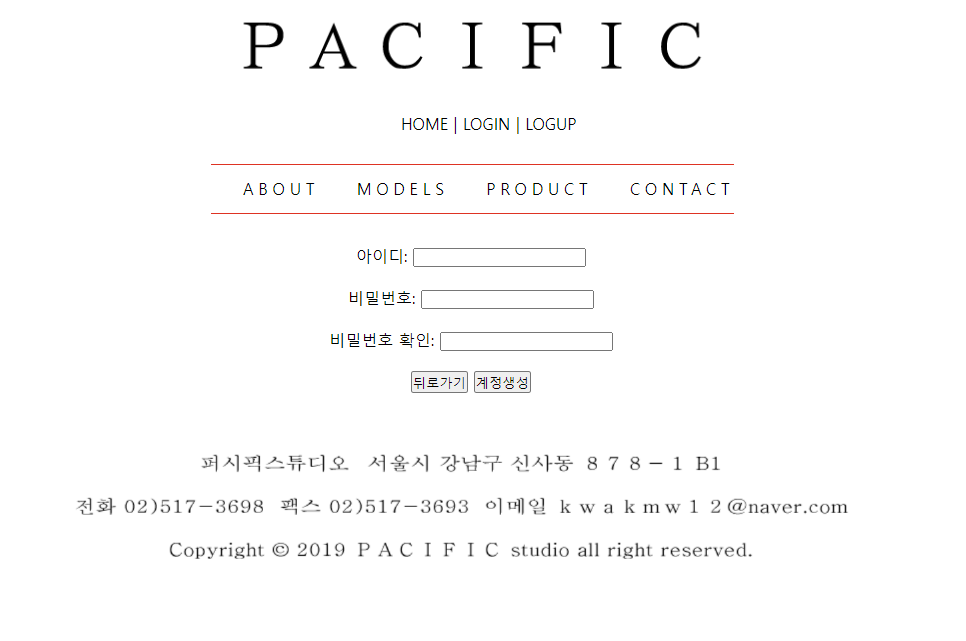 PACIFIC
HOME | LOGIN | LOGUP
ABOUT MODELS PRODUCT CONTACT
아이디:
비밀번호:
비밀번호 확인:
뒤로가기 계정생성
퍼시픽스튜디오 서울시 강남구 신사동 878-1 B1
전화 02)517-3698 팩스 02)517-3693 이메일 kwakmw12@naver.com
Copyright © 2019 PACIFIC studio all right reserved.